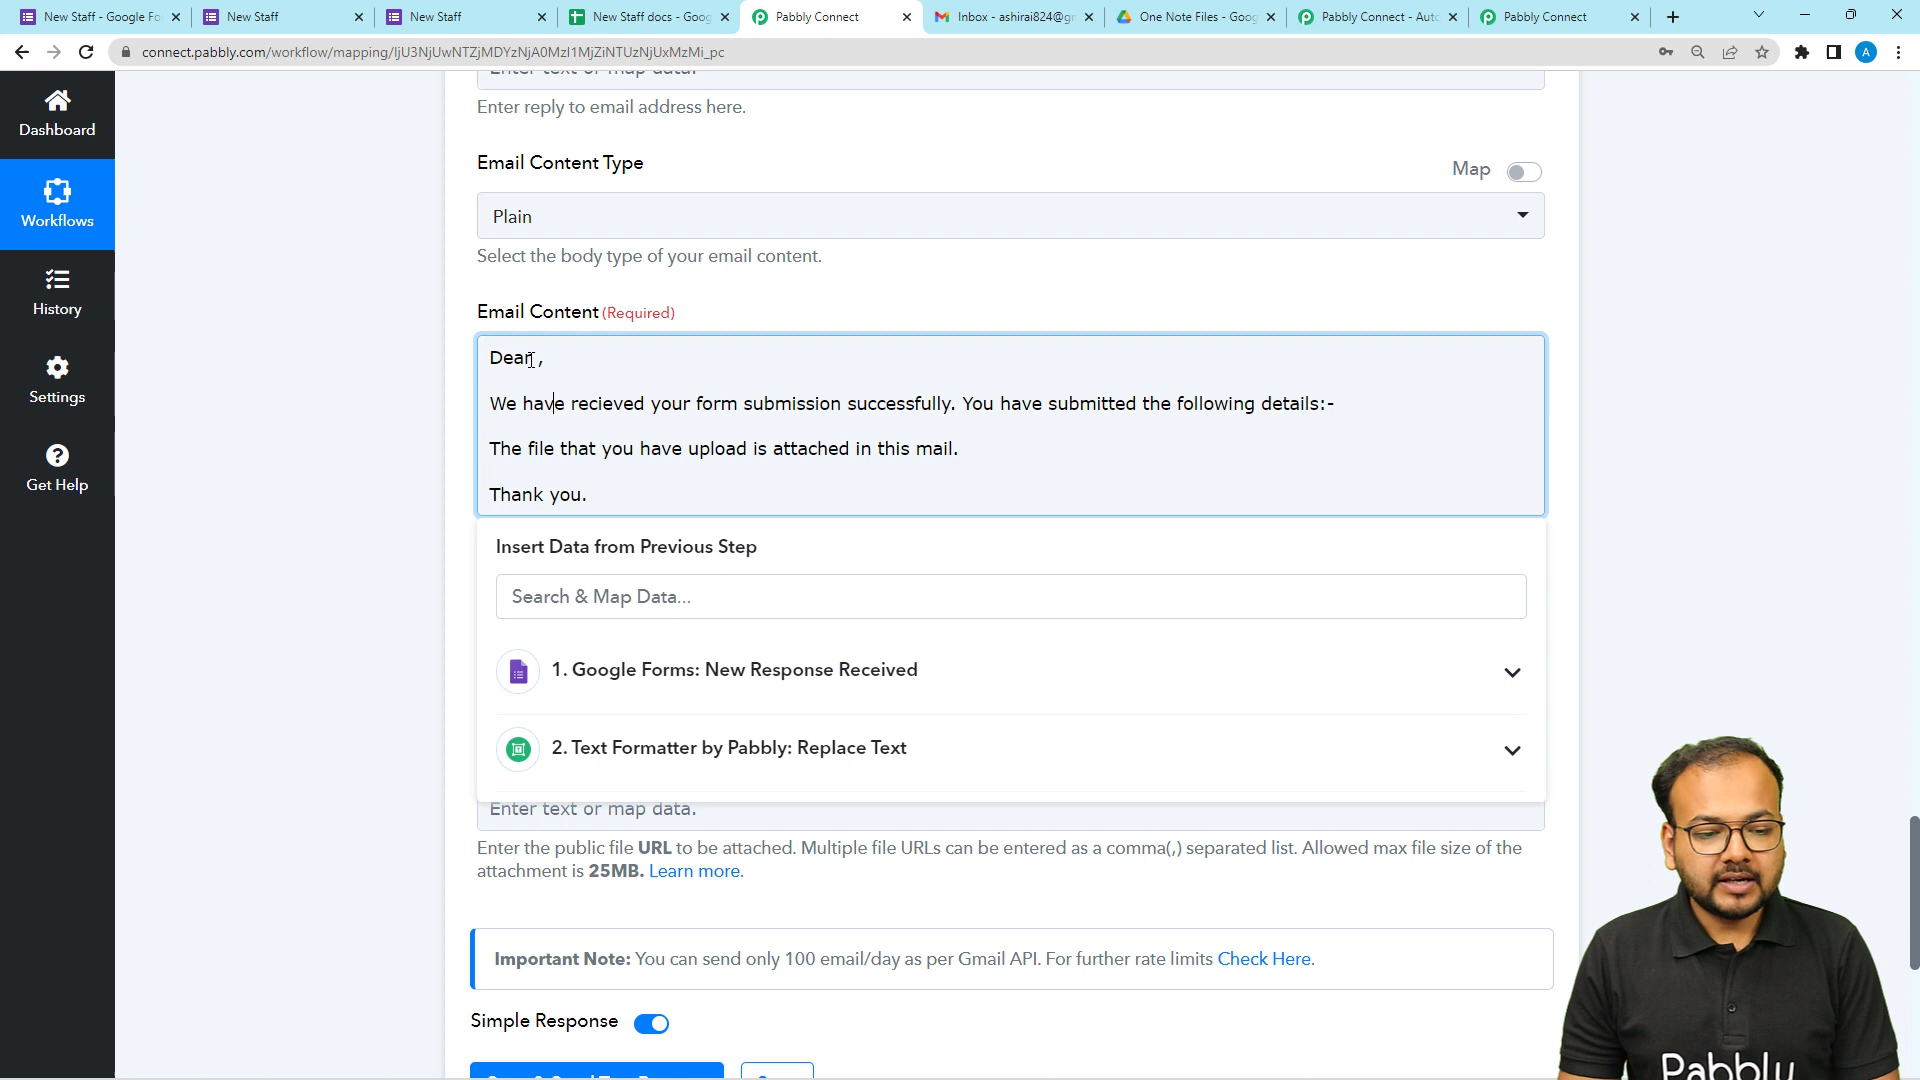 New Staff - Google Fo
New Staff
New Staff
New Staff docs - Goog
Pabbly Connect
Inbox - ashirai824@gr
One Note Files - Goog
Pabbly Connect - Auto
Pabbly Connect
connect.pabbly.com/workflow/mapping/IjU3NjUwNTZjMDYzNjA0MzI1MjZiNTUzNjUxMzMi_pc
A
Dashboard
Workflows
History
Settings
Get Help
Enter text or map data.
Enter reply to email address here.
Email Content Type
Map
Plain
Select the body type of your email content.
Email Content (Required)
Dear ,
We have recieved your form submission successfully. You have submitted the following details:-
The file that you have upload is attached in this mail.
Thank you.
Insert Data from Previous Step
Search & Map Data...
1. Google Forms: New Response Received
2. Text Formatter by Pabbly: Replace Text
Enter text or map data.
Enter the public file URL to be attached. Multiple file URLs can be entered as a comma(,) separated list. Allowed max file size of the
attachment is 25MB. Learn more.
Important Note: You can send only 100 email/day as per Gmail API. For further rate limits Check Here.
Simple Response
Pabbly